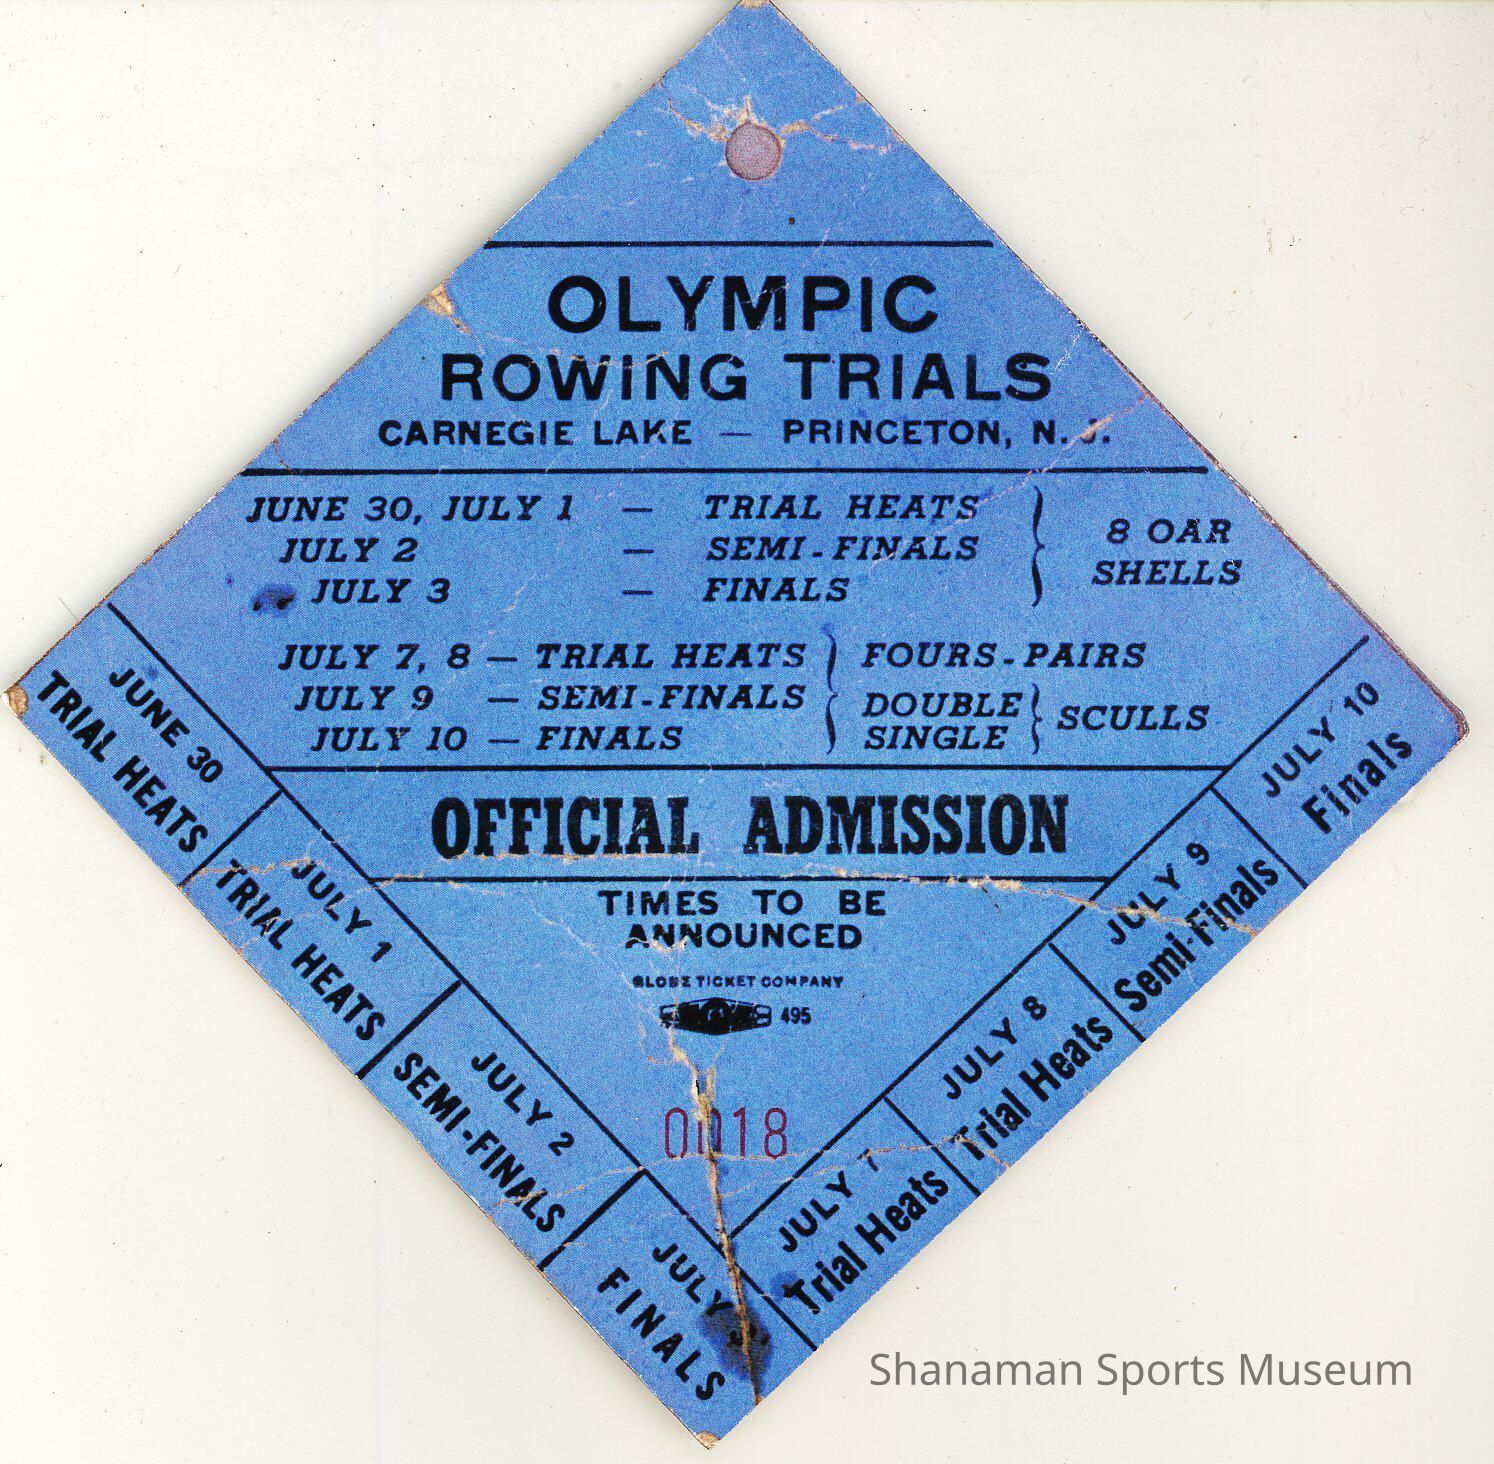 OLYMPIC
ROWING TRIALS
CARNEGIE LAKE — PRINCETON, N. J.
JUNE 30, JULY 1 — TRIAL HEATS
JULY 2 — SEMI-FINALS
JULY 3 — FINALS
8 OAR
SHELLS
JULY 7, 8 — TRIAL HEATS
JULY 9 — SEMI-FINALS
JULY 10 — FINALS
FOURS-PAIRS
DOUBLE
SINGLE
SCULLS
OFFICIAL ADMISSION
TIMES TO BE
ANNOUNCED
GLOBE TICKET COMPANY
495
0018
JUNE 30
TRIAL HEATS
JULY 1
TRIAL HEATS
JULY 2
SEMI-FINALS
JULY 3
FINALS
JULY 7
Trial Heats
JULY 8
Trial Heats
JULY 9
Semi-Finals
JULY 10
Finals
Shanaman Sports Museum